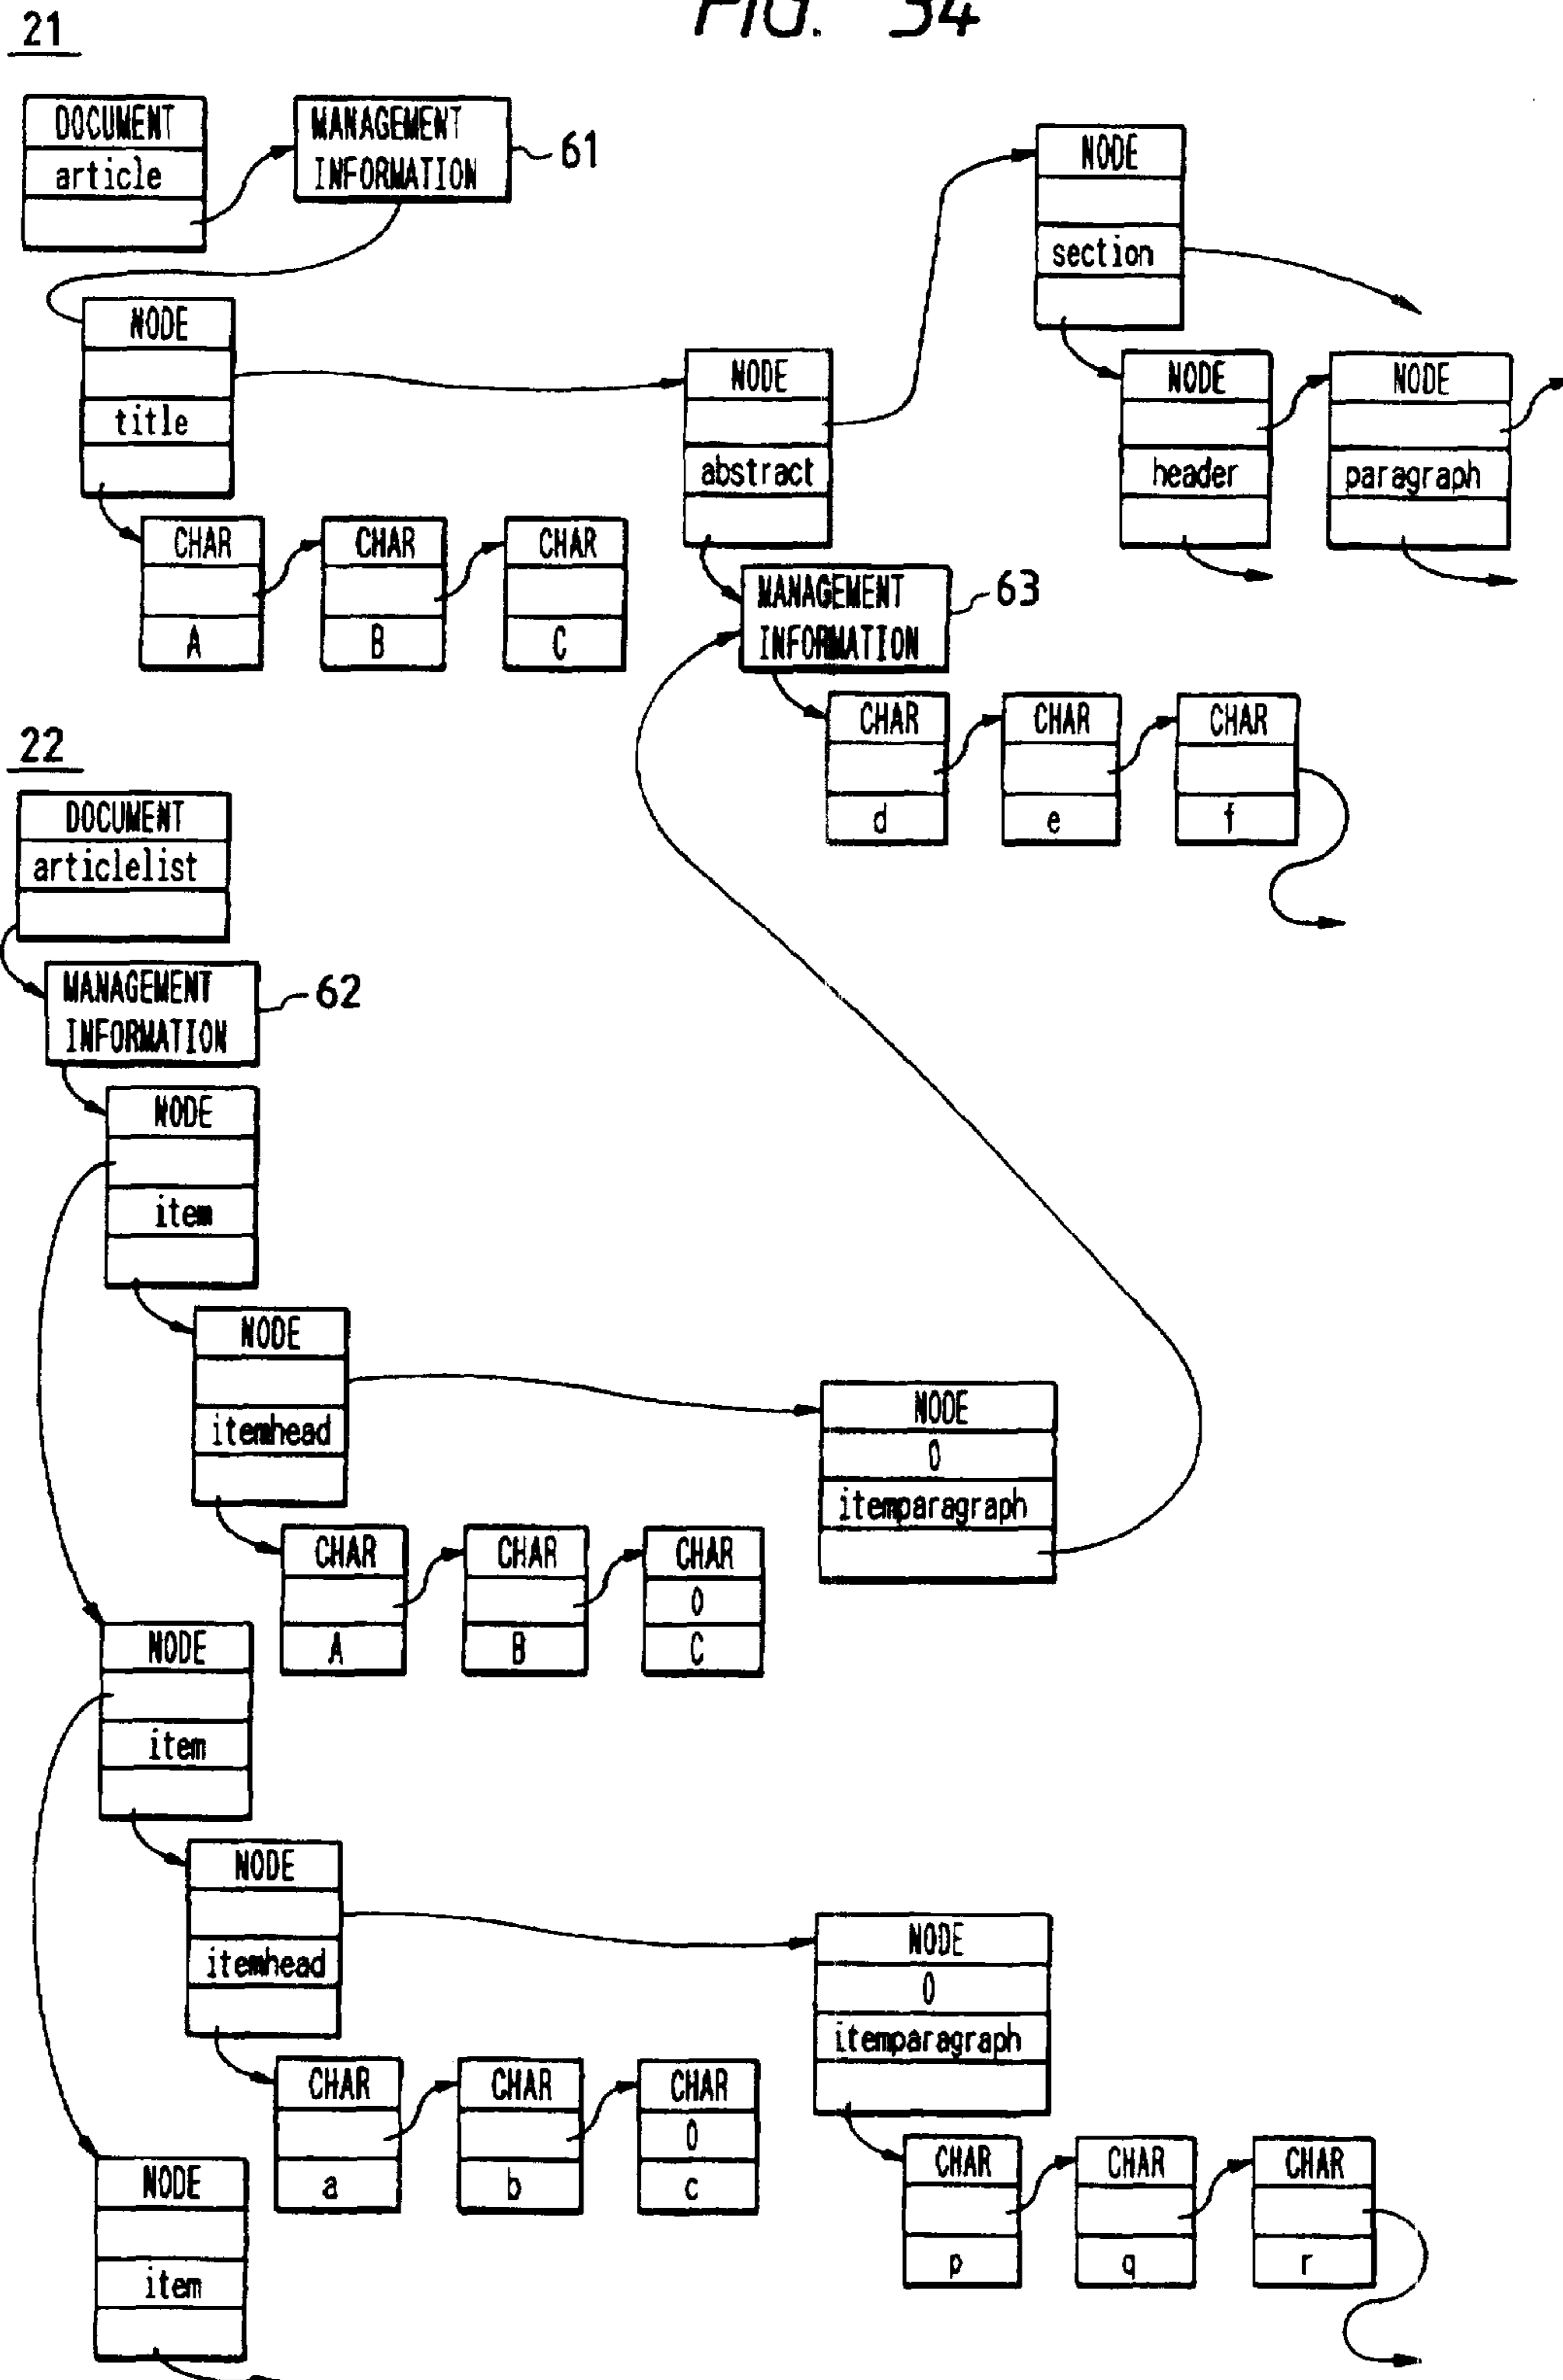 FIG. 34
21
DOCUMENT
article
MANAGEMENT
INFORMATION
61
NODE
section
NODE
title
NODE
abstract
NODE
header
NODE
paragraph
CHAR
A
CHAR
B
CHAR
C
MANAGEMENT
INFORMATION
63
CHAR
d
CHAR
e
CHAR
f
22
DOCUMENT
articlelist
MANAGEMENT
INFORMATION
62
NODE
item
NODE
itemhead
NODE
0
itemparagraph
CHAR
A
CHAR
B
CHAR
0
C
NODE
item
NODE
itemhead
NODE
0
itemparagraph
CHAR
a
CHAR
b
CHAR
0
c
CHAR
p
CHAR
q
CHAR
r
NODE
item